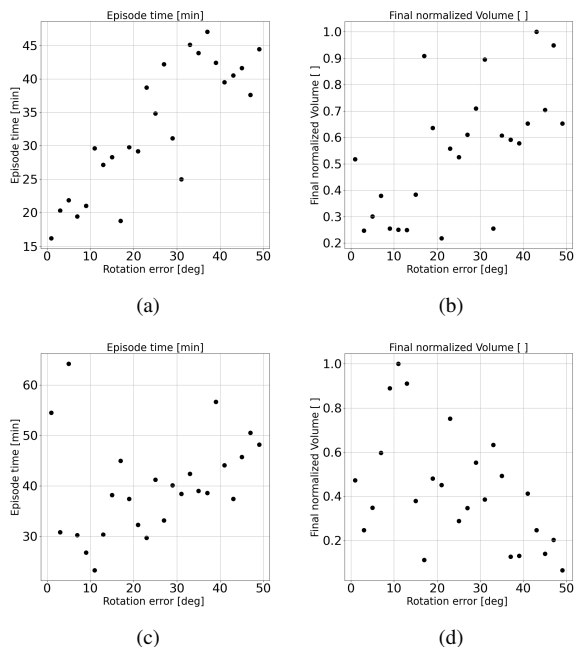 Episode time [min]
Episode time [min]
45
40
35
30
25
20
15
0 10 20 30 40 50
Rotation error [deg]
(a)
Final normalized Volume [ ]
Final normalized Volume [ ]
1.0
0.9
0.8
0.7
0.6
0.5
0.4
0.3
0.2
0 10 20 30 40 50
Rotation error [deg]
(b)
Episode time [min]
Episode time [min]
60
50
40
30
0 10 20 30 40 50
Rotation error [deg]
(c)
Final normalized Volume [ ]
Final normalized Volume [ ]
1.0
0.8
0.6
0.4
0.2
0 10 20 30 40 50
Rotation error [deg]
(d)